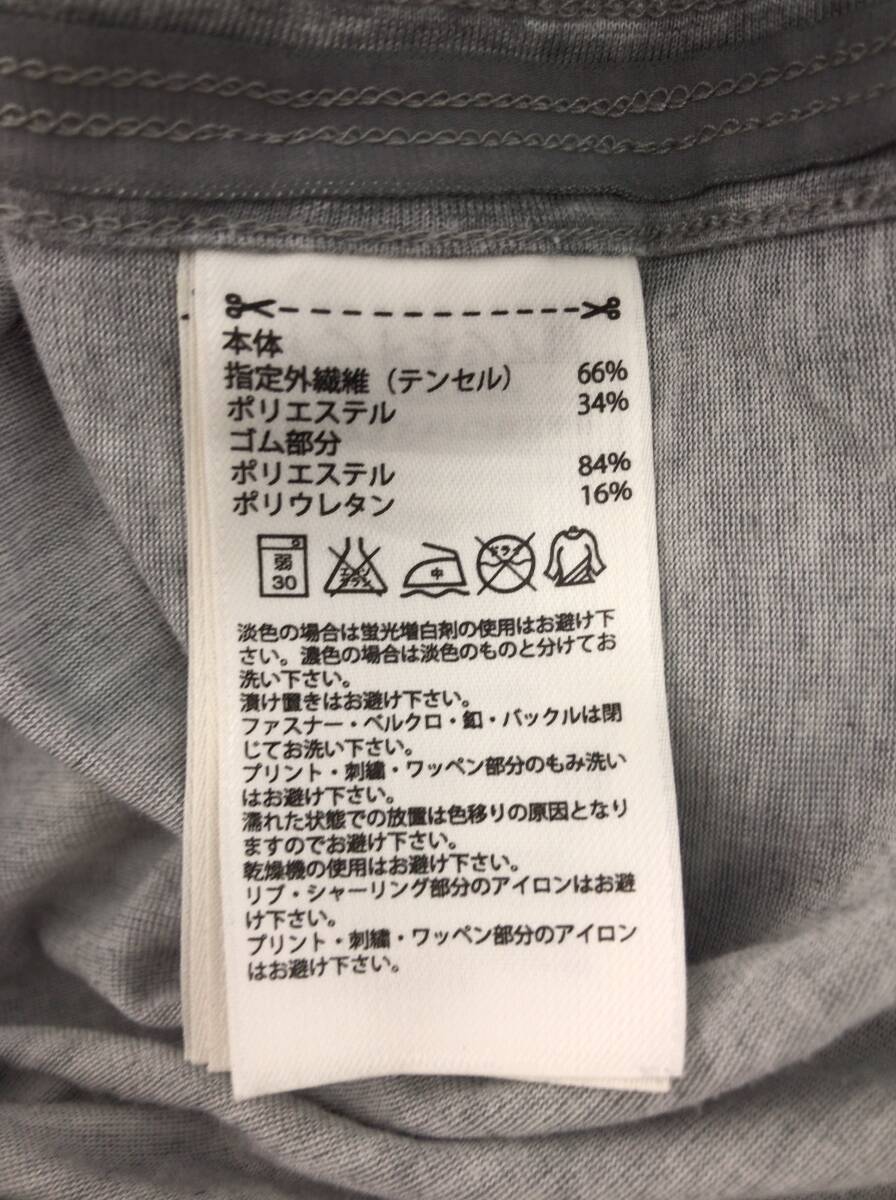 本体
指定外繊維（テンセル） 66%
ポリエステル 34%
ゴム部分
ポリエステル 84%
ポリウレタン 16%
弱
30
エンソ
サラシ
中
ドライ
淡色の場合は蛍光増白剤の使用はお避け下
さい。濃色の場合は淡色のものと分けてお
洗い下さい。
漬け置きはお避け下さい。
ファスナー・ベルクロ・釦・バックルは閉
じてお洗い下さい。
プリント・刺繍・ワッペン部分のもみ洗い
はお避け下さい。
濡れた状態での放置は色移りの原因となり
ますのでお避け下さい。
乾燥機の使用はお避け下さい。
リブ・シャーリング部分のアイロンはお避
け下さい。
プリント・刺繍・ワッペン部分のアイロン
はお避け下さい。